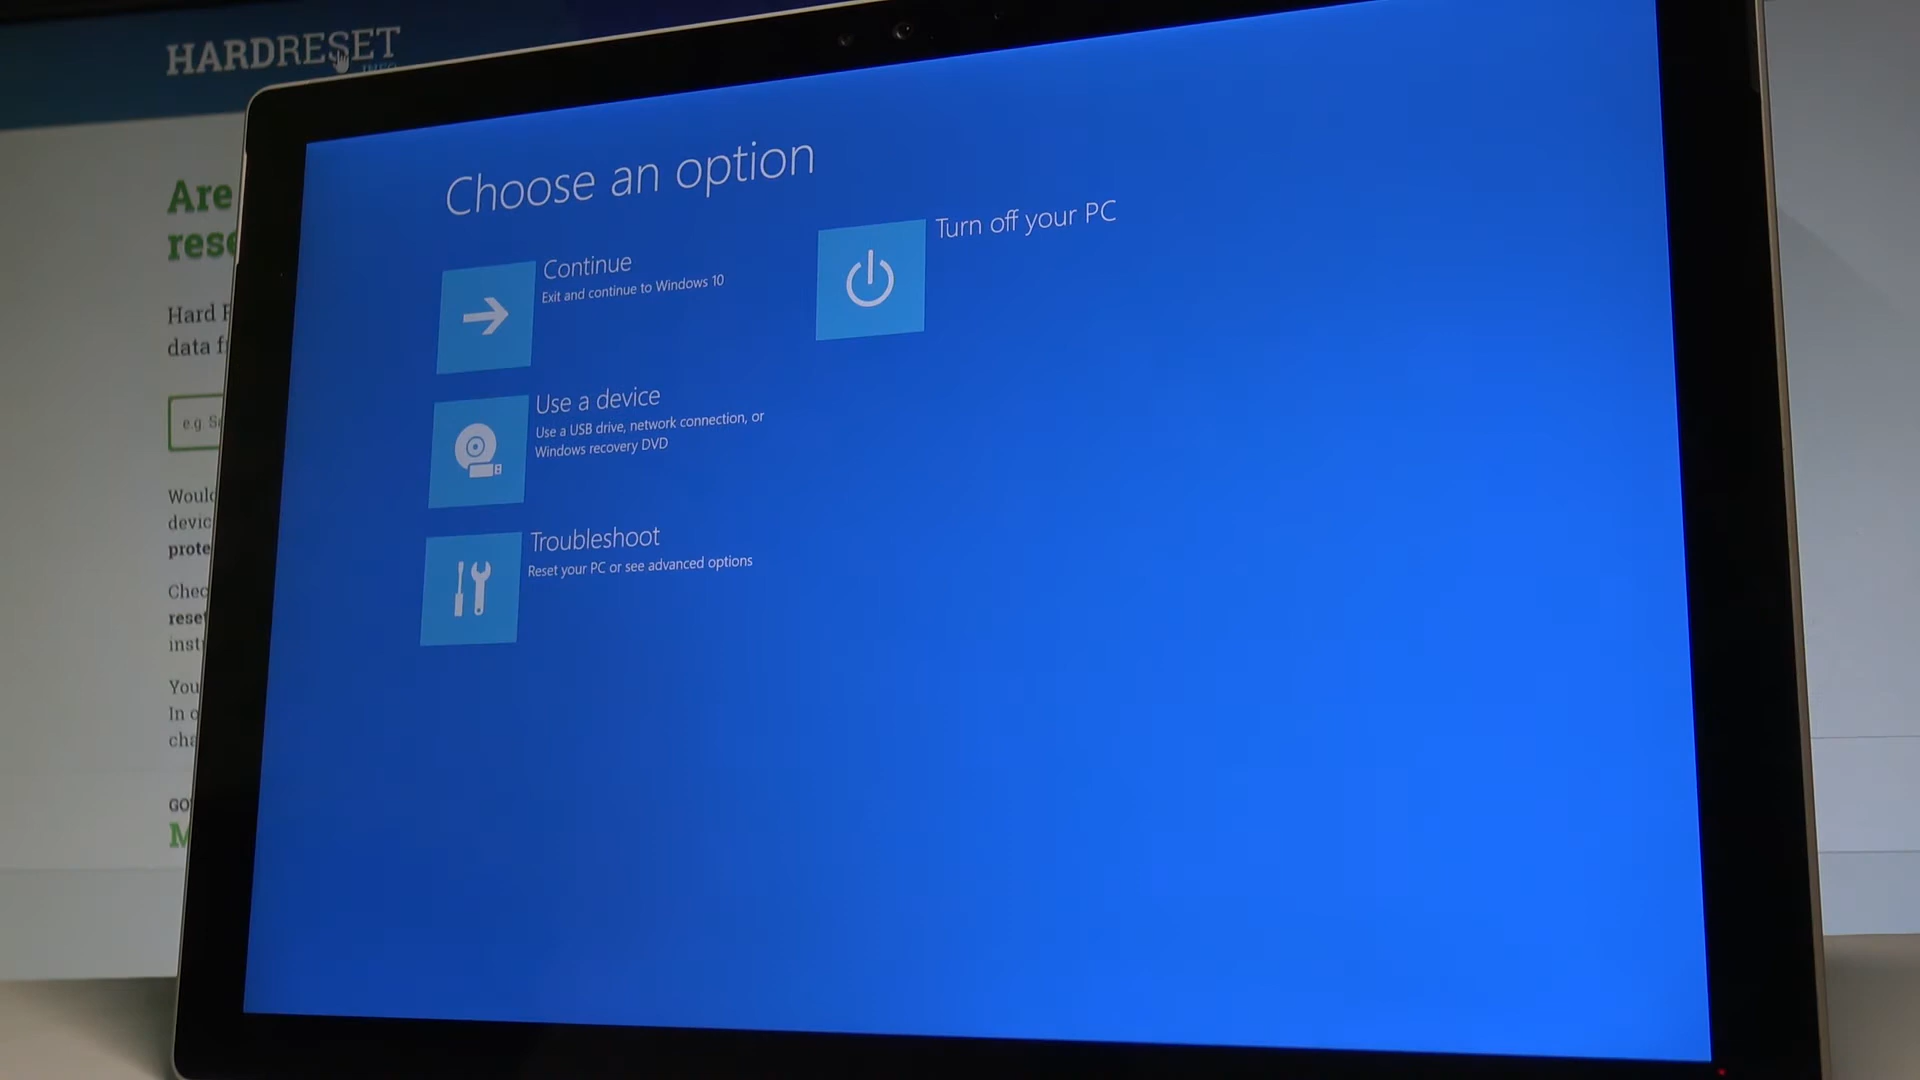 HARDRESET
INFO
Are
rese
Hard
data f
e.g.
Would
devic
prote
Chec
reset
inst
You
In
cha
GO
M
Choose an option
Continue
Exit and continue to Windows 10
Use a device
Use a USB drive, network connection, or
Windows recovery DVD
Troubleshoot
Reset your PC or see advanced options
Turn off your PC